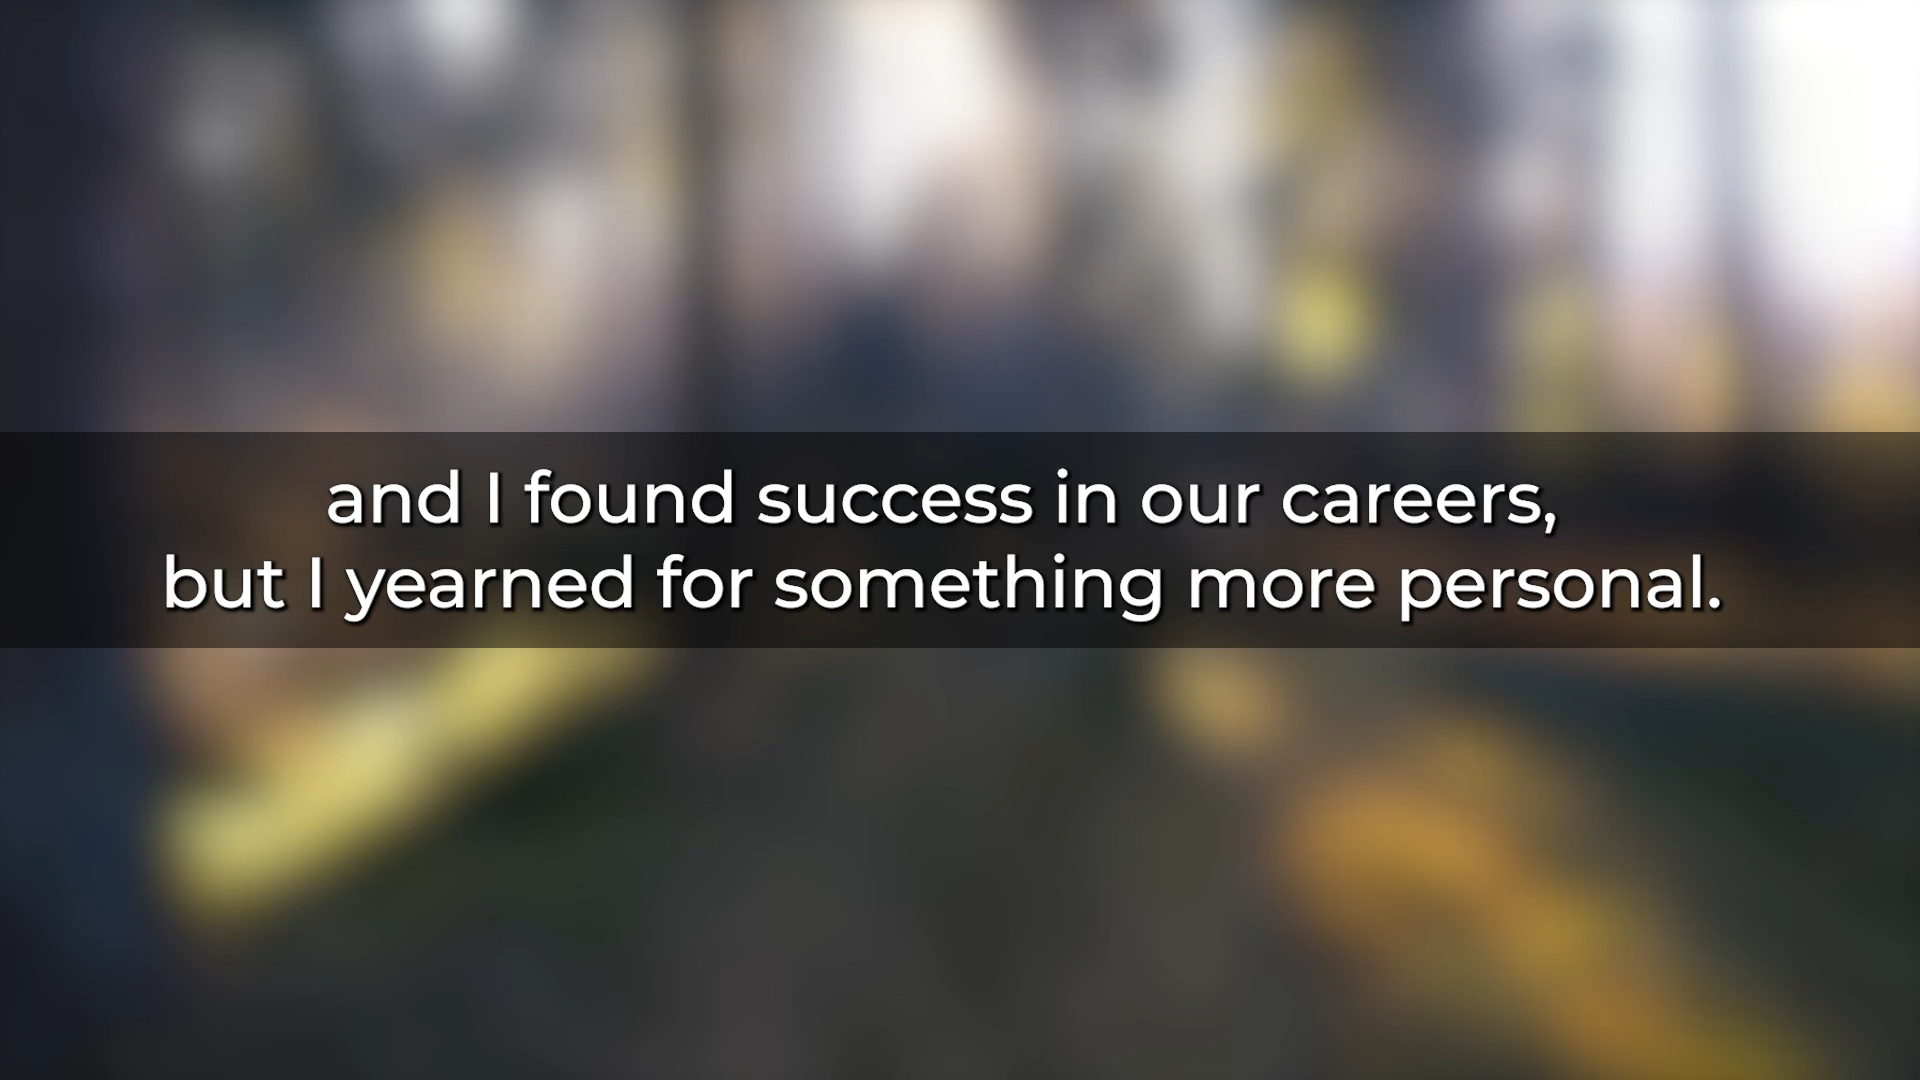 and I found success in our careers,
but I yearned for something more personal.